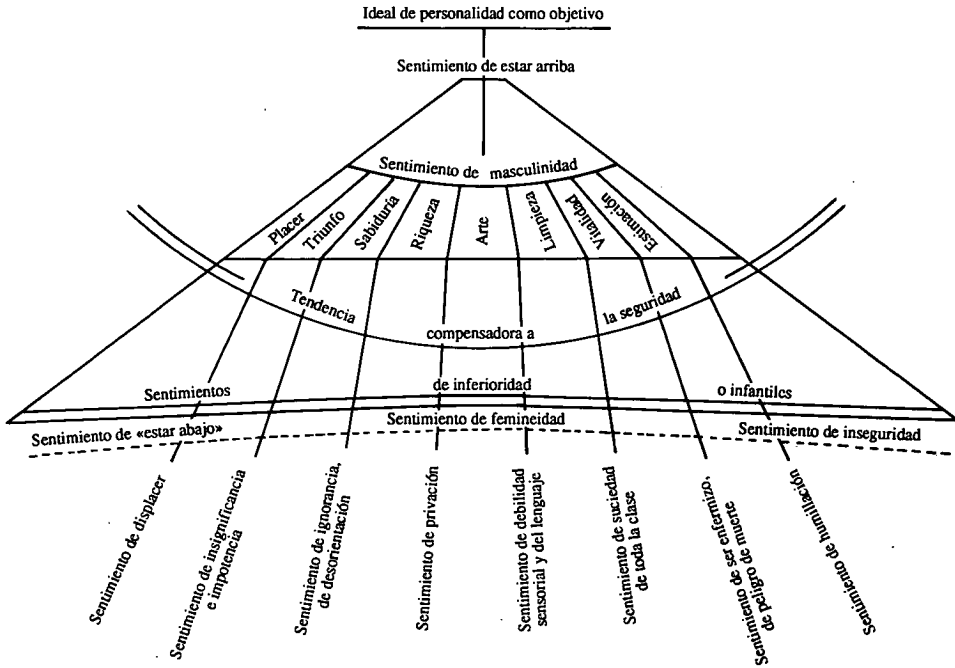 Ideal de personalidad como objetivo
Sentimiento de estar arriba
Sentimiento de masculinidad
Placer
Triunfo
Sabiduría
Riqueza
Arte
Limpieza
Vitalidad
Estimación
Tendencia compensadora a la seguridad
Sentimientos de inferioridad o infantiles
Sentimiento de «estar abajo»
Sentimiento de femineidad
Sentimiento de inseguridad
Sentimiento de displacer
Sentimiento de insignificancia
e impotencia
Sentimiento de ignorancia,
de desorientación
Sentimiento de privación
Sentimiento de debilidad
sensorial y del lenguaje
Sentimiento de suciedad
de toda la clase
Sentimiento de ser enfermizo,
de peligro de muerte
Sentimiento de humillación